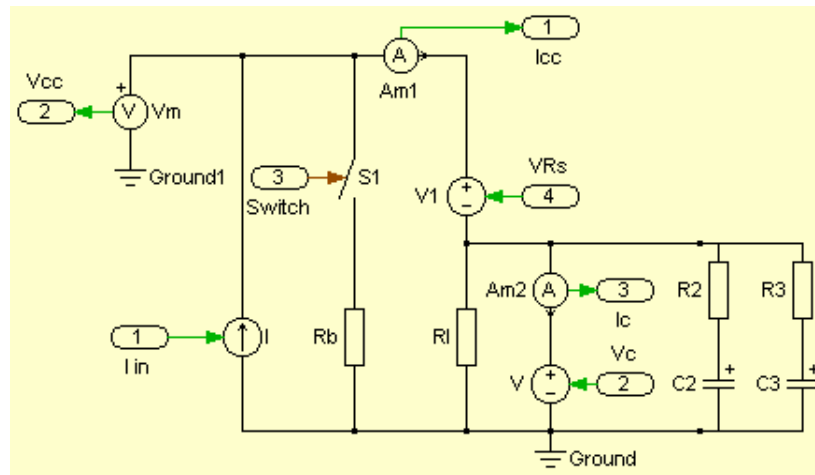 1
A
Icc
Am1
Vcc
+
2
V
Vm
Ground1
3
S1
Switch
VRs
V1
+
4
−
Am2
A
3
R2
R3
Ic
1
I
Rb
Rl
Vc
I in
+
V
2
C2
+
C3
+
−
Ground